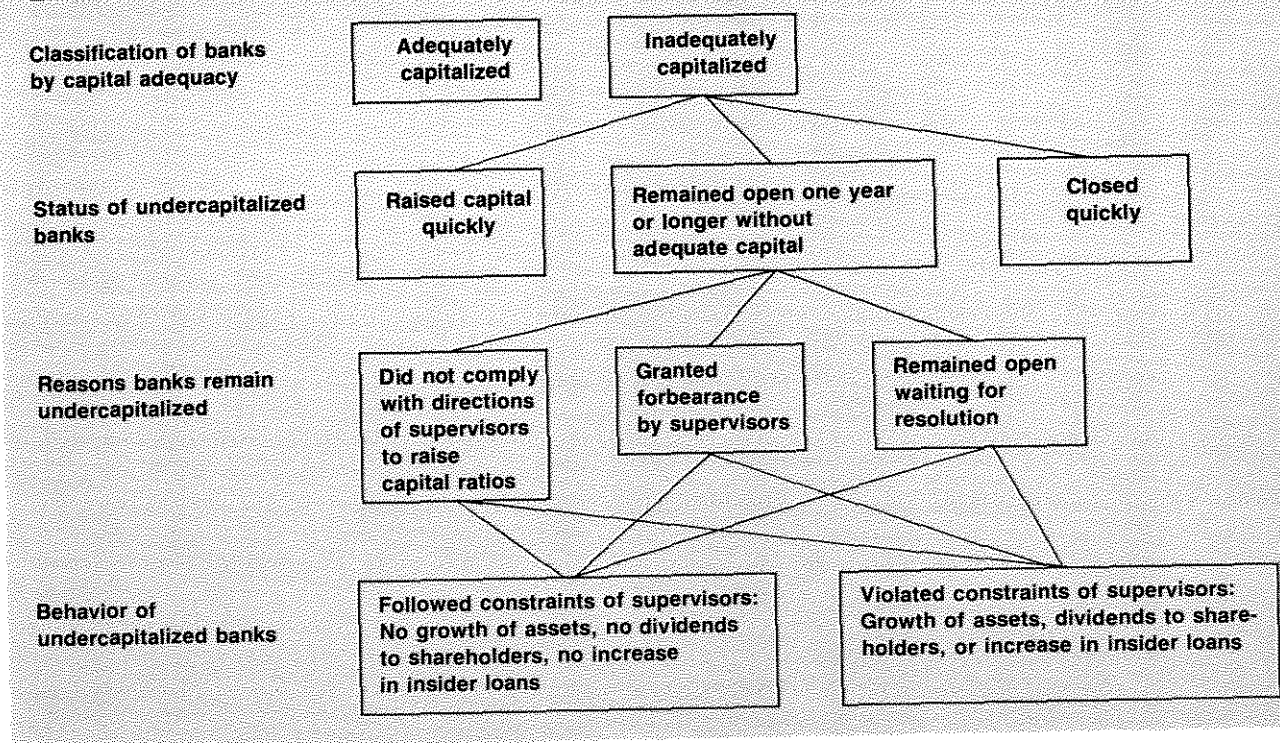 Classification of banks
by capital adequacy
Adequately
capitalized
Inadequately
capitalized
Status of undercapitalized
banks
Raised capital
quickly
Remained open one year
or longer without
adequate capital
Closed
quickly
Reasons banks remain
undercapitalized
Did not comply
with directions
of supervisors
to raise
capital ratios
Granted
forbearance
by supervisors
Remained open
waiting for
resolution
Behavior of
undercapitalized banks
Followed constraints of supervisors:
No growth of assets, no dividends
to shareholders, no increase
in insider loans
Violated constraints of supervisors:
Growth of assets, dividends to share-
holders, or increase in insider loans